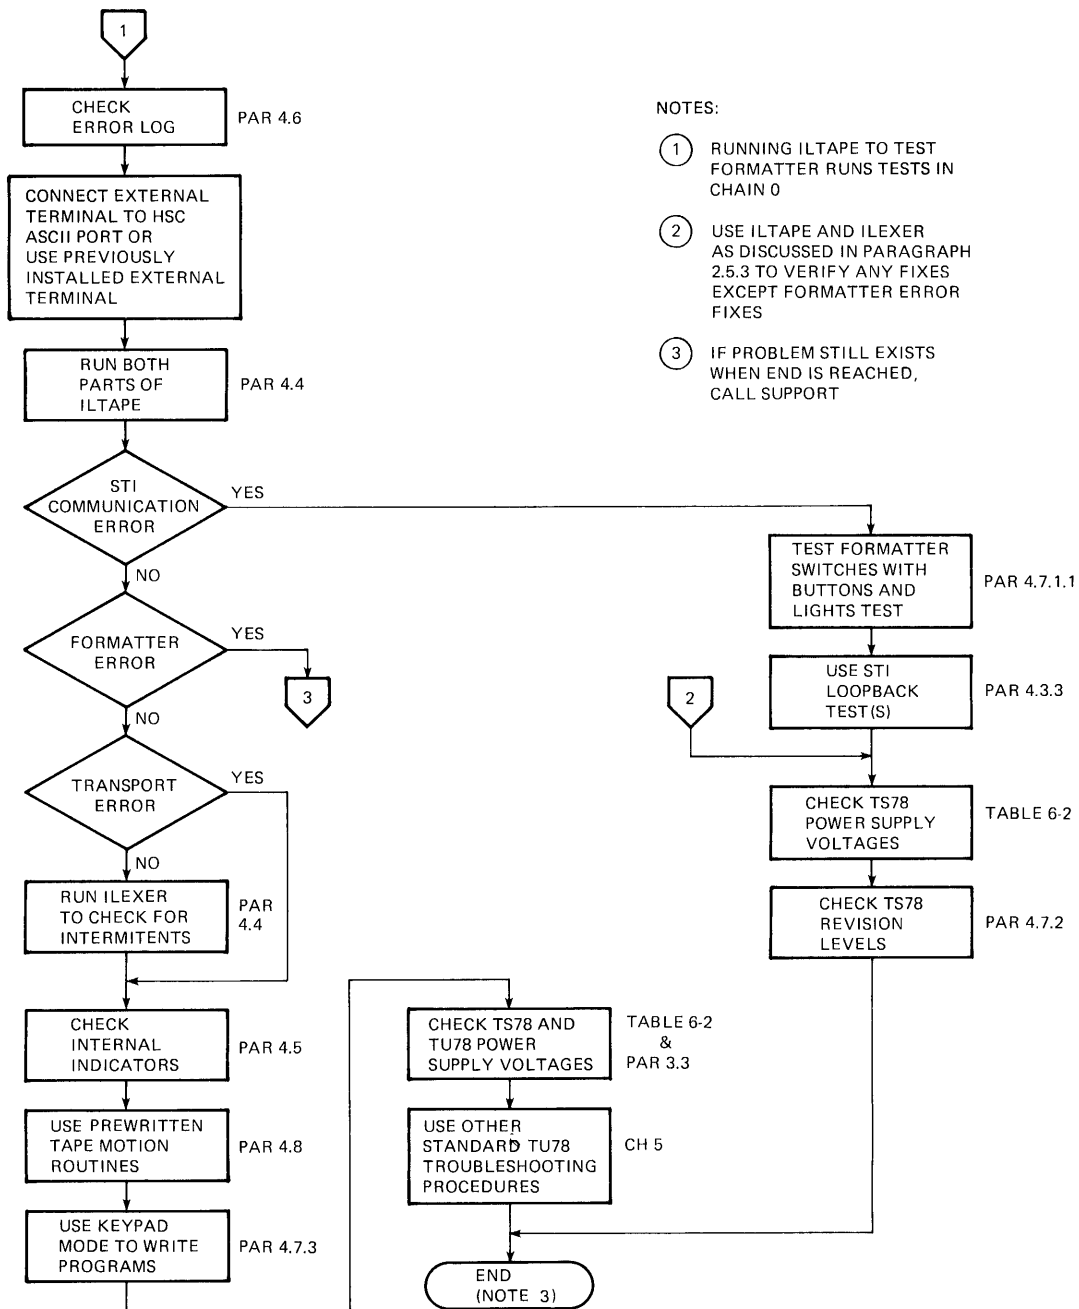 1
CHECK
ERROR LOG
PAR 4.6
CONNECT EXTERNAL
TERMINAL TO HSC
ASCII PORT OR
USE PREVIOUSLY
INSTALLED EXTERNAL
TERMINAL
RUN BOTH
PARTS OF
ILTAPE
PAR 4.4
NOTES:
1 RUNNING ILTAPE TO TEST
FORMATTER RUNS TESTS IN
CHAIN 0
2 USE ILTAPE AND ILEXER
AS DISCUSSED IN PARAGRAPH
2.5.3 TO VERIFY ANY FIXES
EXCEPT FORMATTER ERROR
FIXES
3 IF PROBLEM STILL EXISTS
WHEN END IS REACHED,
CALL SUPPORT
STI
COMMUNICATION
ERROR
YES
NO
FORMATTER
ERROR
YES
3
NO
TRANSPORT
ERROR
YES
NO
RUN ILEXER
TO CHECK FOR
INTERMITENTS
PAR
4.4
CHECK
INTERNAL
INDICATORS
PAR 4.5
USE PREWRITTEN
TAPE MOTION
ROUTINES
PAR 4.8
USE KEYPAD
MODE TO WRITE
PROGRAMS
PAR 4.7.3
TEST FORMATTER
SWITCHES WITH
BUTTONS AND
LIGHTS TEST
PAR 4.7.1.1
USE STI
LOOPBACK
TEST(S)
PAR 4.3.3
2
CHECK TS78
POWER SUPPLY
VOLTAGES
TABLE 6-2
CHECK TS78
REVISION
LEVELS
PAR 4.7.2
CHECK TS78 AND
TU78 POWER
SUPPLY VOLTAGES
TABLE 6-2
&
PAR 3.3
USE OTHER
STANDARD TU78
TROUBLESHOOTING
PROCEDURES
CH 5
END
(NOTE 3)